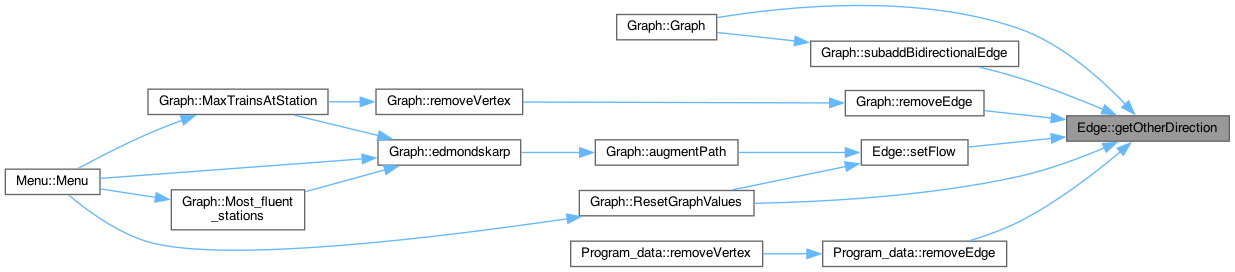 Graph::Graph
Graph::subaddBidirectionalEdge
Graph::MaxTrainsAtStation
Graph::removeVertex
Graph::removeEdge
Edge::getOtherDirection
Graph::edmondskarp
Graph::augmentPath
Edge::setFlow
Menu::Menu
Graph::Most_fluent
_stations
Graph::ResetGraphValues
Program_data::removeVertex
Program_data::removeEdge